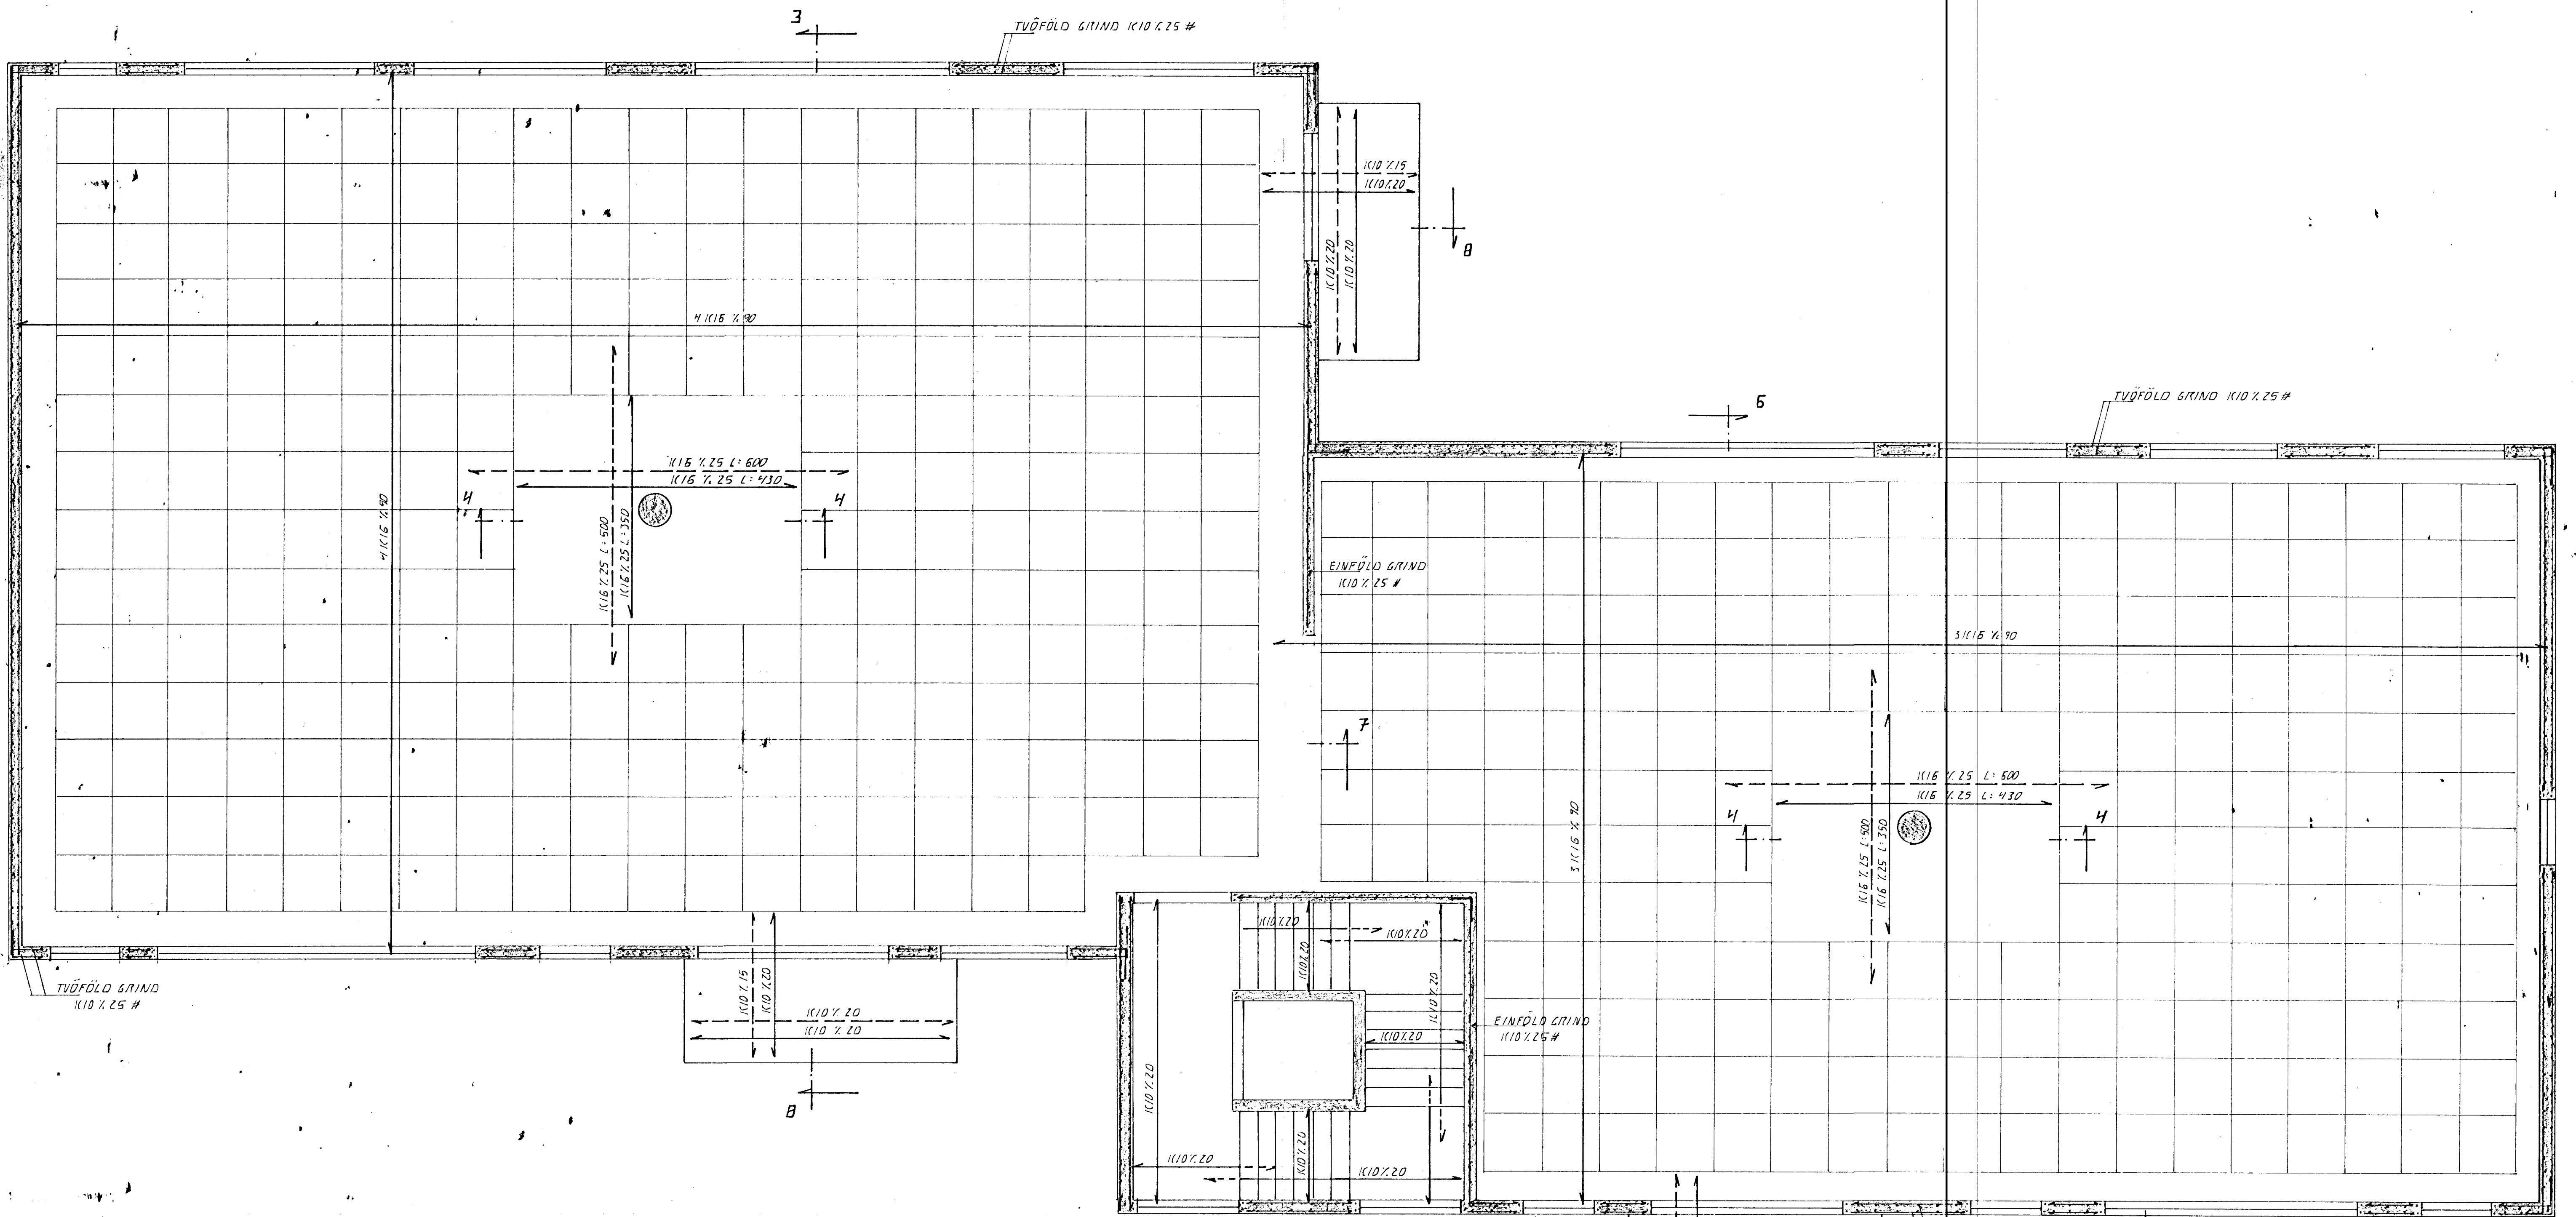 3
TVÖFÖLD GRIND K10 ⁒ 25 #
K10 ⁒ 15
K10 ⁒ 20
K10 ⁒ 20
K10 ⁒ 20
8
4 K16 ⁒ 90
4 K16 ⁒ 90
K16 ⁒ 25 L= 600
K16 ⁒ 25 L= 430
4
4
K16 ⁒ 25 L= 500
K16 ⁒ 25 L= 350
6
TVÖFÖLD GRIND K10 ⁒ 25 #
EINFÖLD GRIND
K10 ⁒ 25 #
3 K16 ⁒ 90
7
3 K16 ⁒ 90
K16 ⁒ 25 L= 600
K16 ⁒ 25 L= 430
4
4
K16 ⁒ 25 L= 500
K16 ⁒ 25 L= 350
TVÖFÖLD GRIND
K10 ⁒ 25 #
K10 ⁒ 15
K10 ⁒ 20
K10 ⁒ 20
K10 ⁒ 20
8
K10 ⁒ 20
K10 ⁒ 20
K10 ⁒ 20
K10 ⁒ 20
K10 ⁒ 20
K10 ⁒ 20
EINFÖLD GRIND
K10 ⁒ 25 #
K10 ⁒ 20
K10 ⁒ 20
K10 ⁒ 20